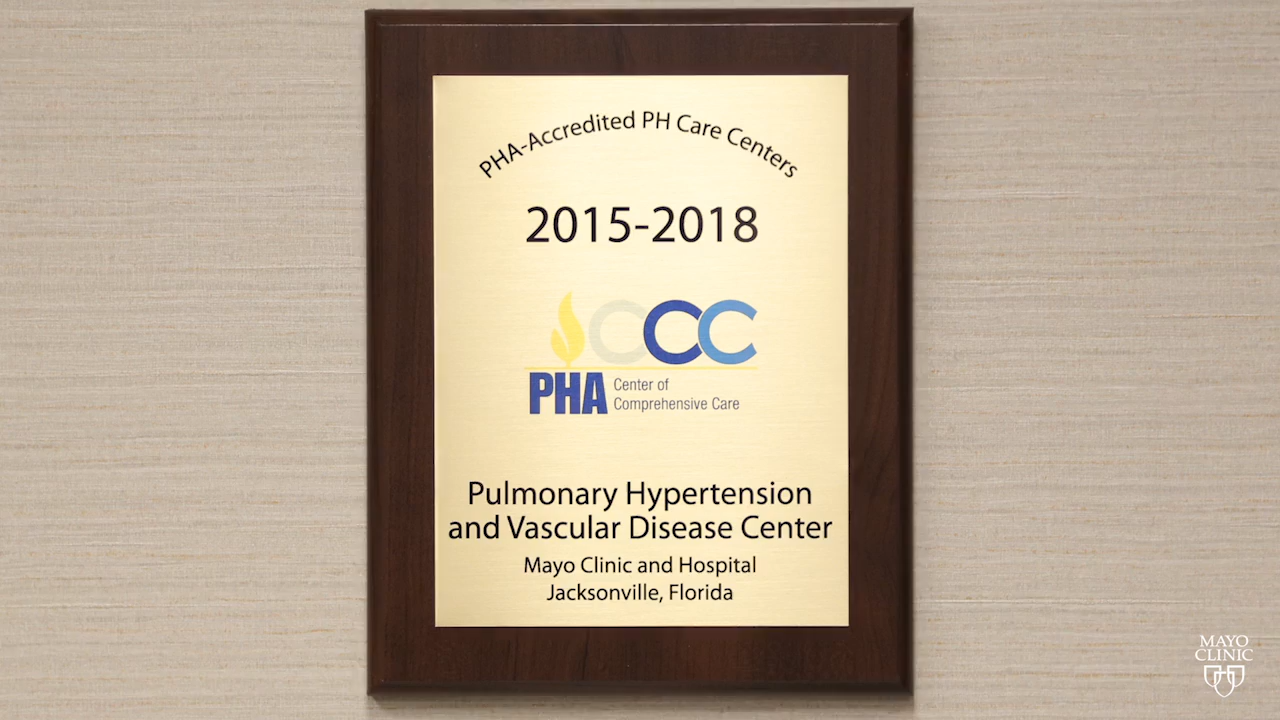 PHA-Accredited PH Care Centers
2015-2018
CCC
PHA
Center of
Comprehensive Care
Pulmonary Hypertension
and Vascular Disease Center
Mayo Clinic and Hospital
Jacksonville, Florida
MAYO
CLINIC